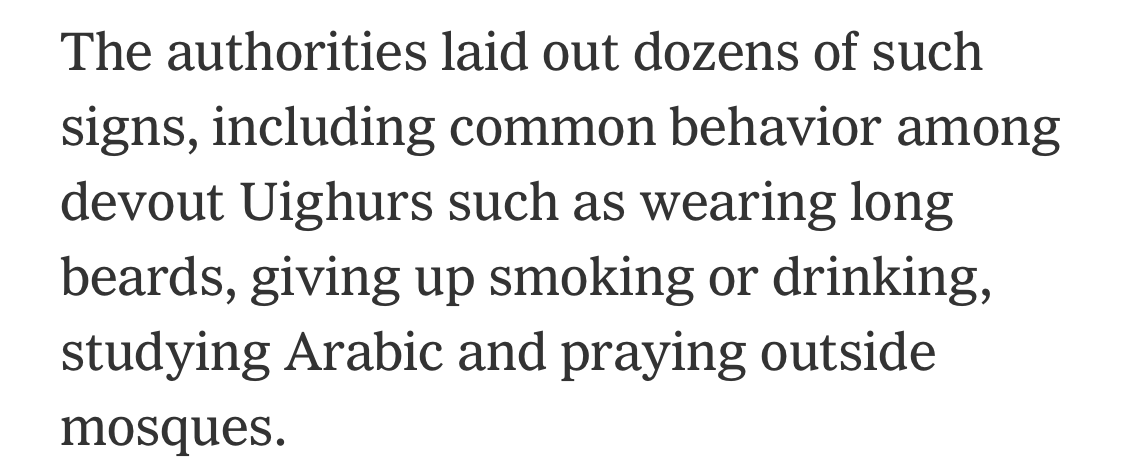 The authorities laid out dozens of such
signs, including common behavior among
devout Uighurs such as wearing long
beards, giving up smoking or drinking,
studying Arabic and praying outside
mosques.